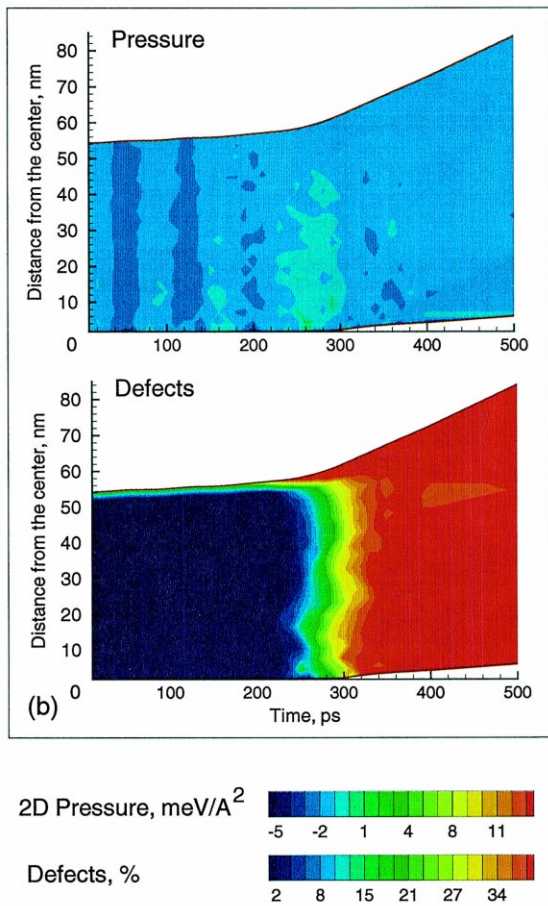 Pressure
Distance from the center, nm
80
70
60
50
40
30
20
10
0
100
200
300
400
500
Defects
Distance from the center, nm
80
70
60
50
40
30
20
10
0
100
200
300
400
500
Time, ps
(b)
2D Pressure, meV/A^2
-5 -2 1 4 8 11
Defects, %
2 8 15 21 27 34